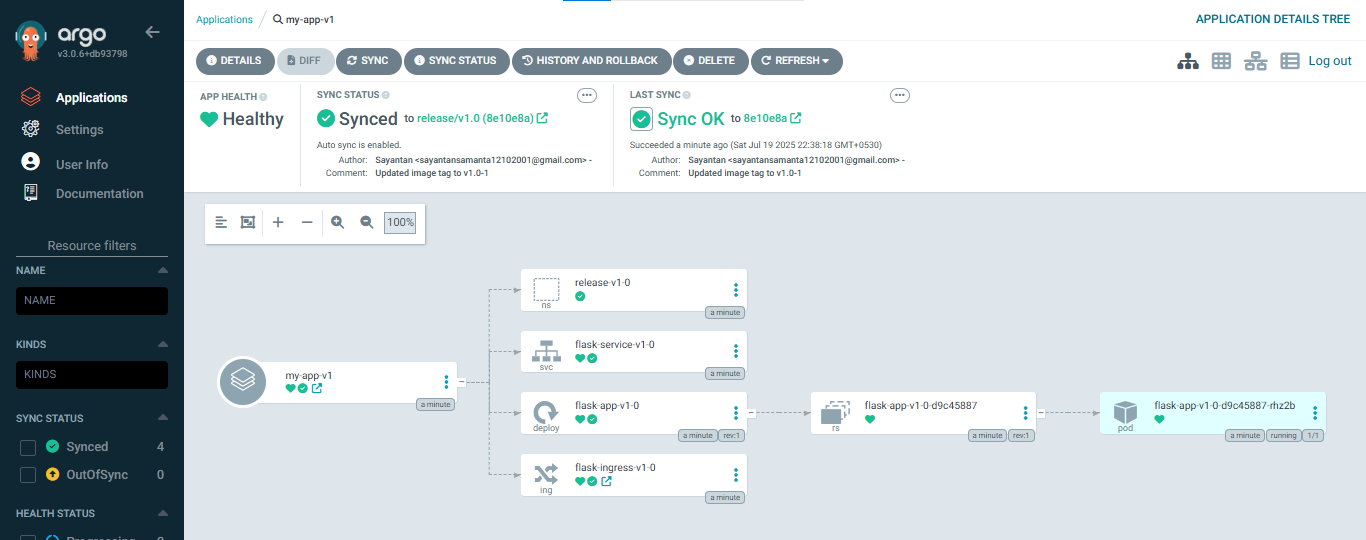 argo
v3.0.6+db93798
Applications
Settings
User Info
Documentation
Resource filters
NAME
NAME
KINDS
KINDS
SYNC STATUS
Synced 4
OutOfSync 0
HEALTH STATUS
Applications / my-app-v1
APPLICATION DETAILS TREE
DETAILS DIFF SYNC SYNC STATUS HISTORY AND ROLLBACK DELETE REFRESH
Log out
APP HEALTH
Healthy
SYNC STATUS
Synced to release/v1.0 (8e10e8a)
Auto sync is enabled.
Author: Sayantan <sayantansamanta12102001@gmail.com> -
Comment: Updated image tag to v1.0-1
LAST SYNC
Sync OK to 8e10e8a
Succeeded a minute ago (Sat Jul 19 2025 22:38:18 GMT+0530)
Author: Sayantan <sayantansamanta12102001@gmail.com> -
Comment: Updated image tag to v1.0-1
100%
my-app-v1
a minute
release-v1-0
ns
a minute
flask-service-v1-0
svc
a minute
flask-app-v1-0
deploy
a minute rev:1
flask-ingress-v1-0
ing
a minute
flask-app-v1-0-d9c45887
rs
a minute rev:1
flask-app-v1-0-d9c45887-rhz2b
pod
a minute running 1/1